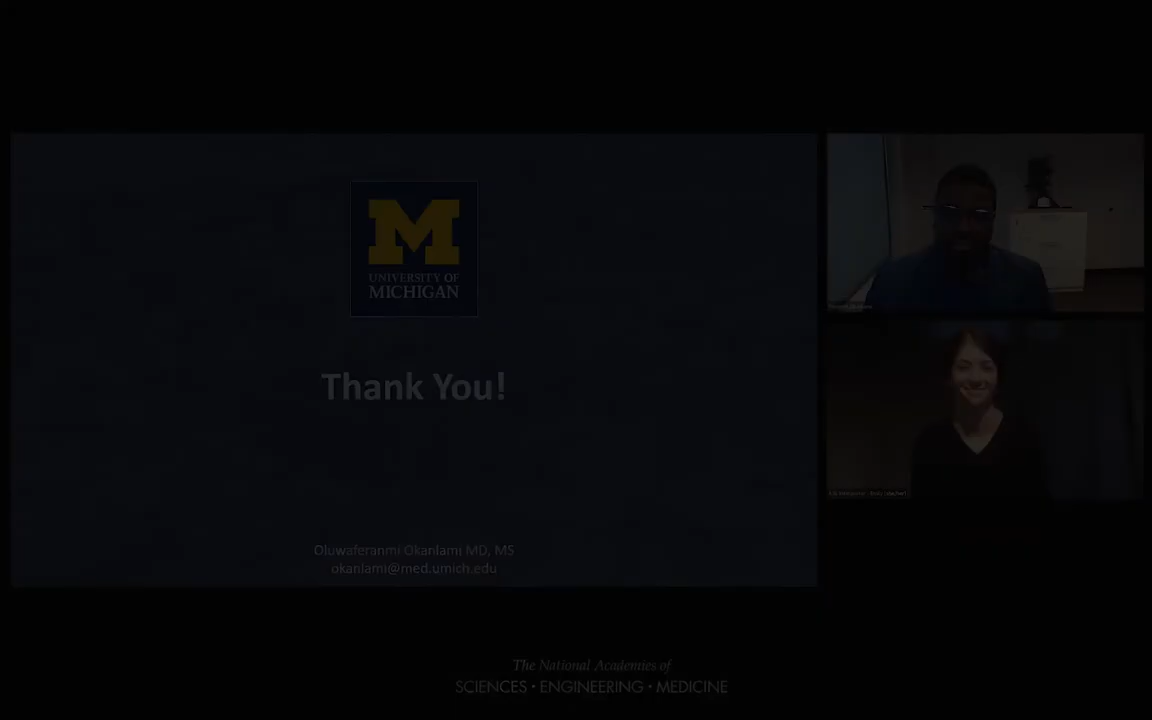 UNIVERSITY OF
MICHIGAN
Thank You!
Oluwaferanmi Okanlami MD, MS
okanlami@med.umich.edu
The National Academies of
SCIENCES • ENGINEERING • MEDICINE